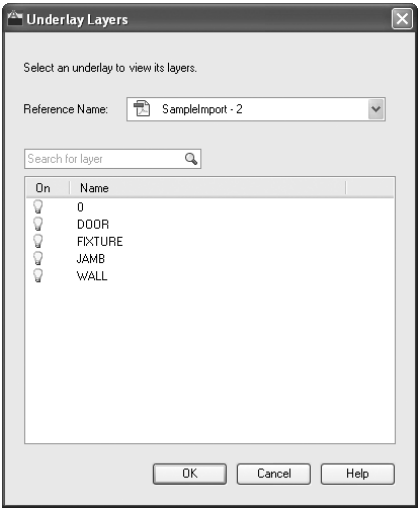 Underlay Layers
Select an underlay to view its layers.
Reference Name: SampleImport - 2
Search for layer
On Name
0
DOOR
FIXTURE
JAMB
WALL
OK Cancel Help